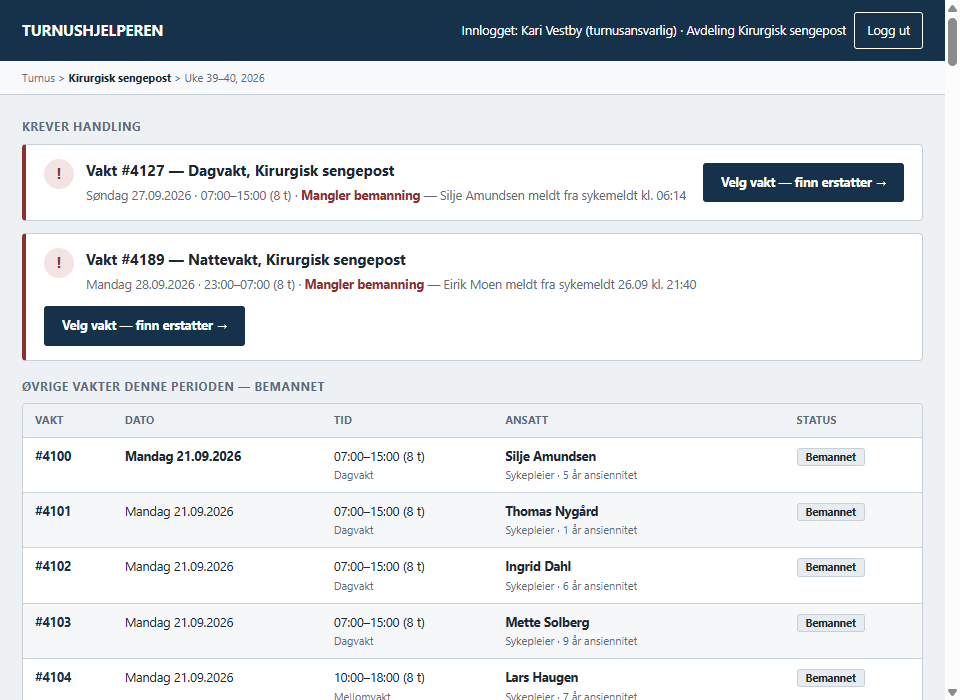 TURNUSHJELPEREN
Innlogget: Kari Vestby (turnusansvarlig) · Avdeling Kirurgisk sengepost
Logg ut
Turnus > Kirurgisk sengepost > Uke 39–40, 2026
KREVER HANDLING
!
Vakt #4127 — Dagvakt, Kirurgisk sengepost
Søndag 27.09.2026 · 07:00–15:00 (8 t) · Mangler bemanning — Silje Amundsen meldt fra sykemeldt kl. 06:14
Velg vakt — finn erstatter →
!
Vakt #4189 — Nattevakt, Kirurgisk sengepost
Mandag 28.09.2026 · 23:00–07:00 (8 t) · Mangler bemanning — Eirik Moen meldt fra sykemeldt 26.09 kl. 21:40
Velg vakt — finn erstatter →
ØVRIGE VAKTER DENNE PERIODEN — BEMANNET
VAKT DATO TID ANSATT STATUS
#4100 Mandag 21.09.2026 07:00–15:00 (8 t) Silje Amundsen Bemannet
Dagvakt Sykepleier · 5 år ansiennitet
#4101 Mandag 21.09.2026 07:00–15:00 (8 t) Thomas Nygård Bemannet
Dagvakt Sykepleier · 1 år ansiennitet
#4102 Mandag 21.09.2026 07:00–15:00 (8 t) Ingrid Dahl Bemannet
Dagvakt Sykepleier · 6 år ansiennitet
#4103 Mandag 21.09.2026 07:00–15:00 (8 t) Mette Solberg Bemannet
Dagvakt Sykepleier · 9 år ansiennitet
#4104 Mandag 21.09.2026 10:00–18:00 (8 t) Lars Haugen Bemannet
Mellomvakt Sykepleier · 7 år ansiennitet